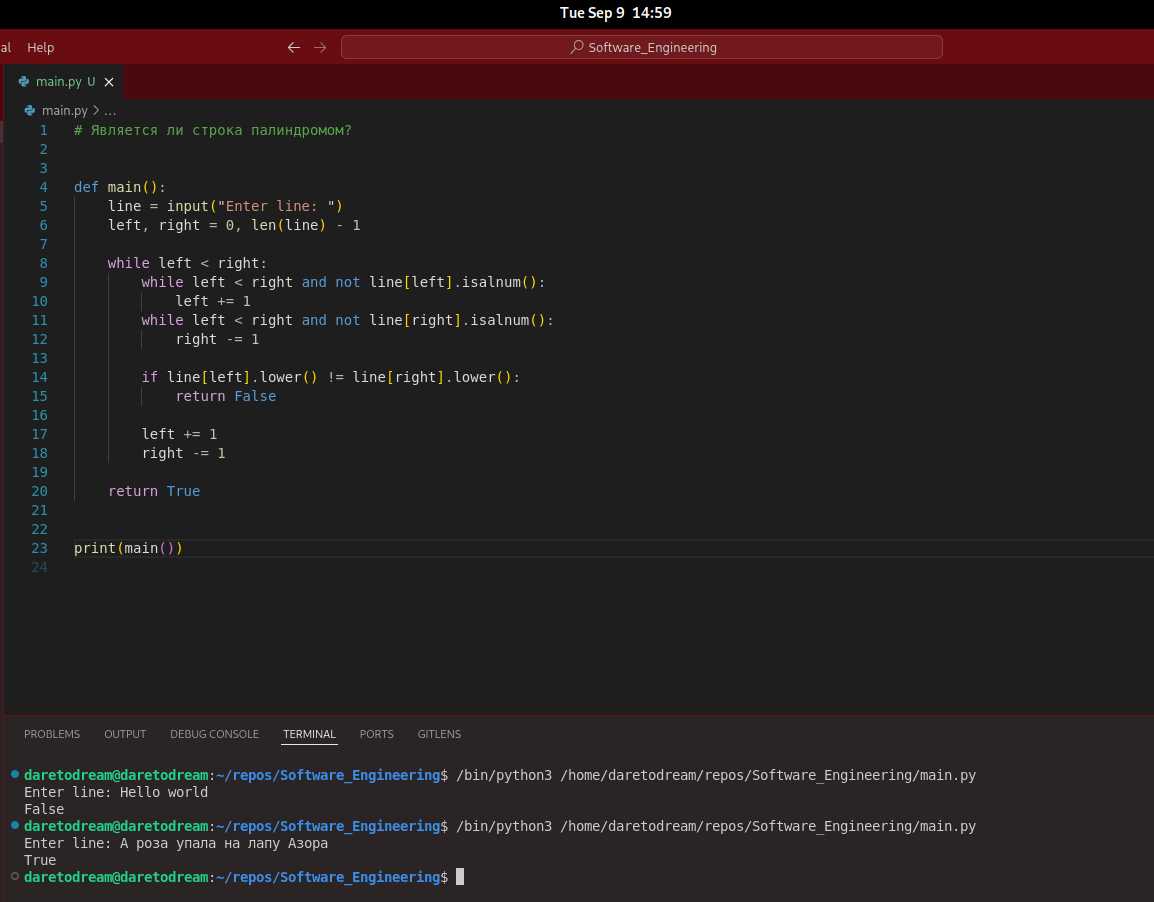 Tue Sep 9 14:59
al Help
Software_Engineering
main.py U
main.py > ...
1 # Является ли строка палиндромом?
2
3
4 def main():
5     line = input("Enter line: ")
6     left, right = 0, len(line) - 1
7
8     while left < right:
9         while left < right and not line[left].isalnum():
10             left += 1
11         while left < right and not line[right].isalnum():
12             right -= 1
13
14         if line[left].lower() != line[right].lower():
15             return False
16
17         left += 1
18         right -= 1
19
20     return True
21
22
23 print(main())
24
PROBLEMS OUTPUT DEBUG CONSOLE TERMINAL PORTS GITLENS
daretodream@daretodream:~/repos/Software_Engineering$ /bin/python3 /home/daretodream/repos/Software_Engineering/main.py
Enter line: Hello world
False
daretodream@daretodream:~/repos/Software_Engineering$ /bin/python3 /home/daretodream/repos/Software_Engineering/main.py
Enter line: А роза упала на лапу Азора
True
daretodream@daretodream:~/repos/Software_Engineering$